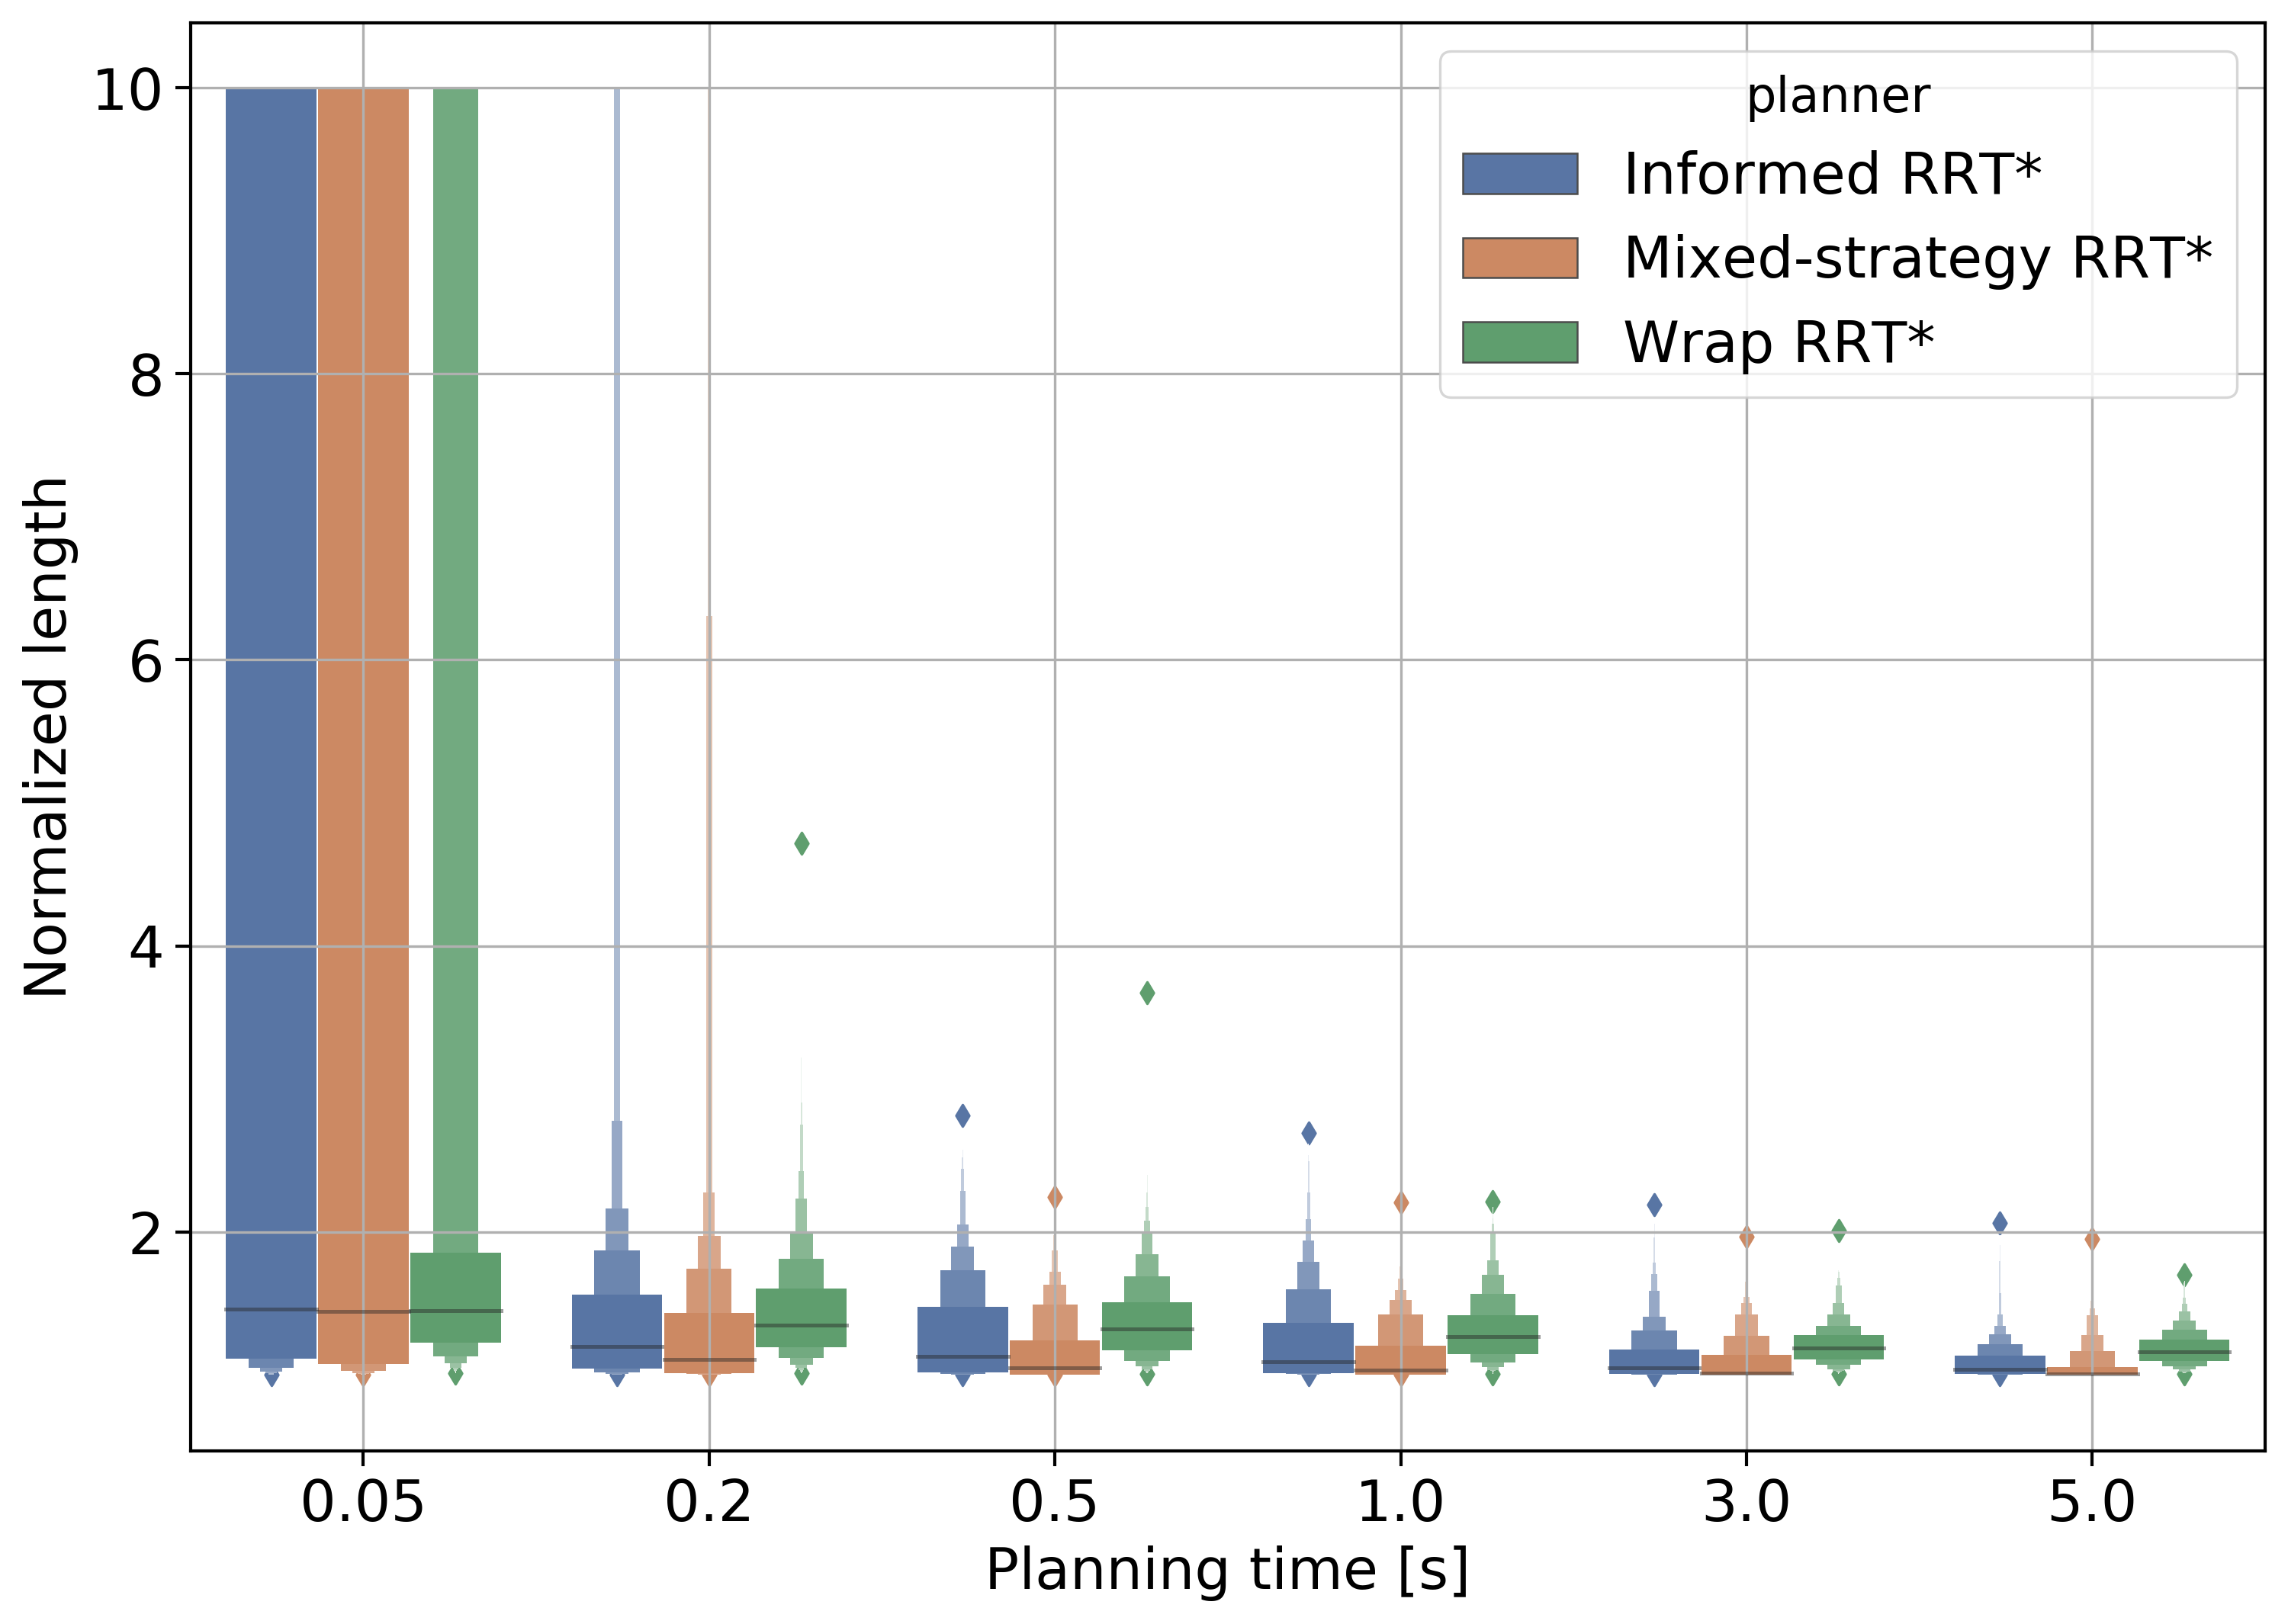 planner
Informed RRT*
Mixed-strategy RRT*
Wrap RRT*
Normalized length
10
8
6
4
2
0.05 0.2 0.5 1.0 3.0 5.0
Planning time [s]